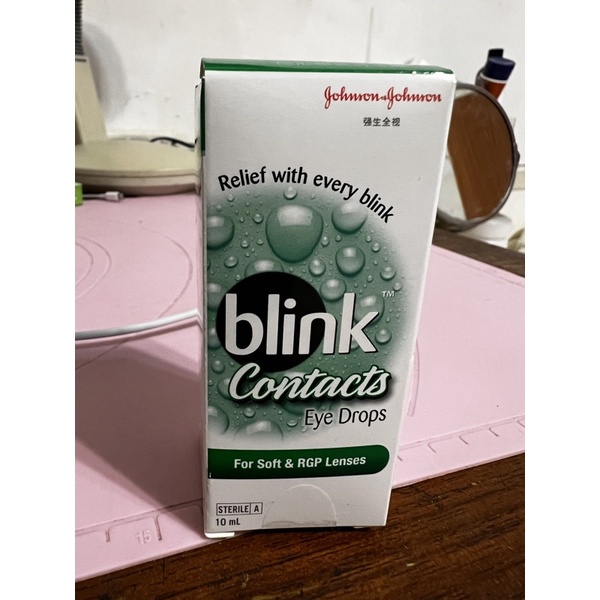 Johnson+Johnson
强生全视
Relief with every blink
blink™
Contacts
Eye Drops
For Soft & RGP Lenses
STERILE A
10 mL
15